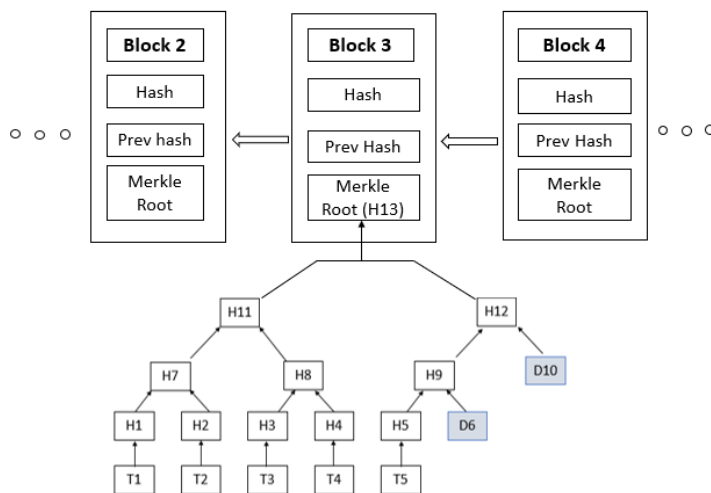 Block 2
Hash
Prev hash
Merkle
Root
Block 3
Hash
Prev Hash
Merkle
Root (H13)
Block 4
Hash
Prev Hash
Merkle
Root
H11
H12
H7
H8
H9
D10
H1
H2
H3
H4
H5
D6
T1
T2
T3
T4
T5